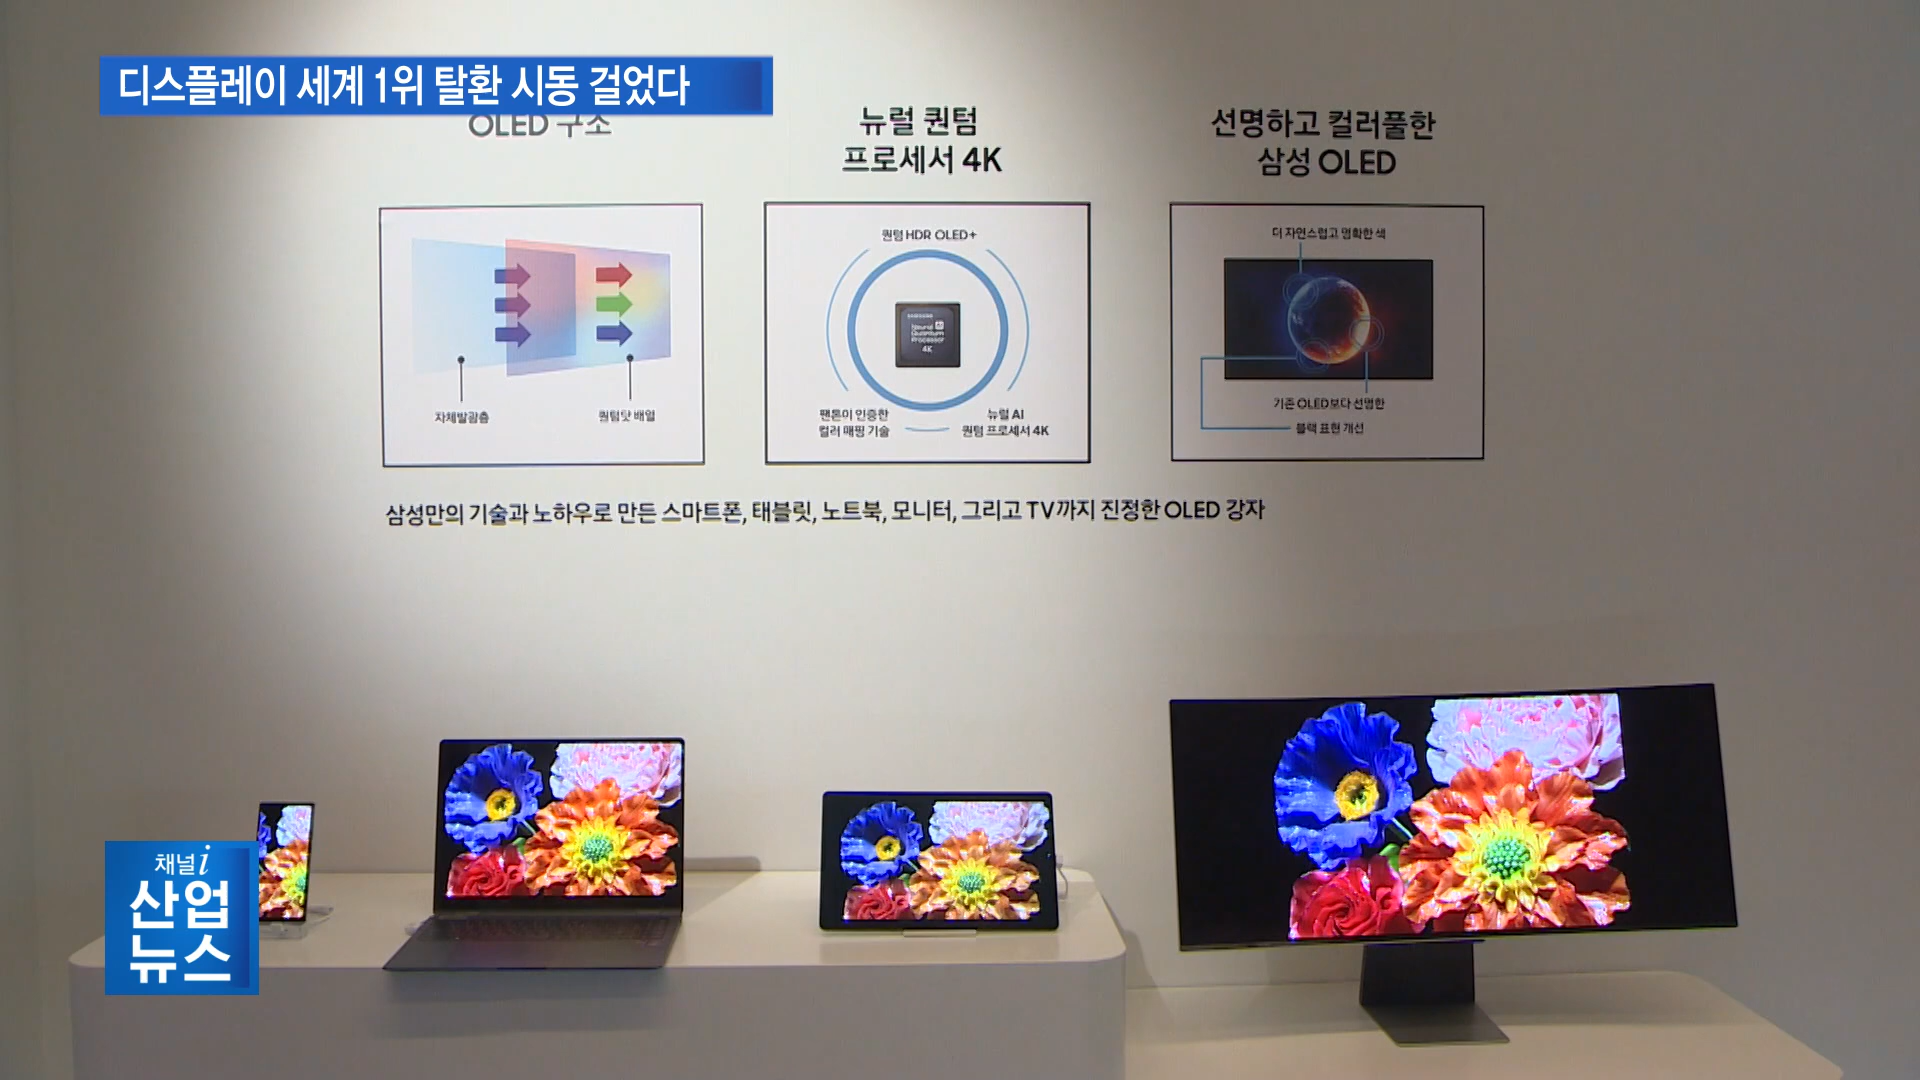 디스플레이 세계 1위 탈환 시동 걸었다
OLED 구조
자체발광층
퀀텀닷 배열
뉴럴 퀀텀
프로세서 4K
퀀텀 HDR OLED+
SAMSUNG
Neural AI
Quantum
Processor
4K
팬톤이 인증한
컬러 매핑 기술
뉴럴 AI
퀀텀 프로세서 4K
선명하고 컬러풀한
삼성 OLED
더 자연스럽고 명확한 색
기존 OLED보다 선명한
블랙 표현 개선
삼성만의 기술과 노하우로 만든 스마트폰, 태블릿, 노트북, 모니터, 그리고 TV까지 진정한 OLED 강자
채널i
산업
뉴스